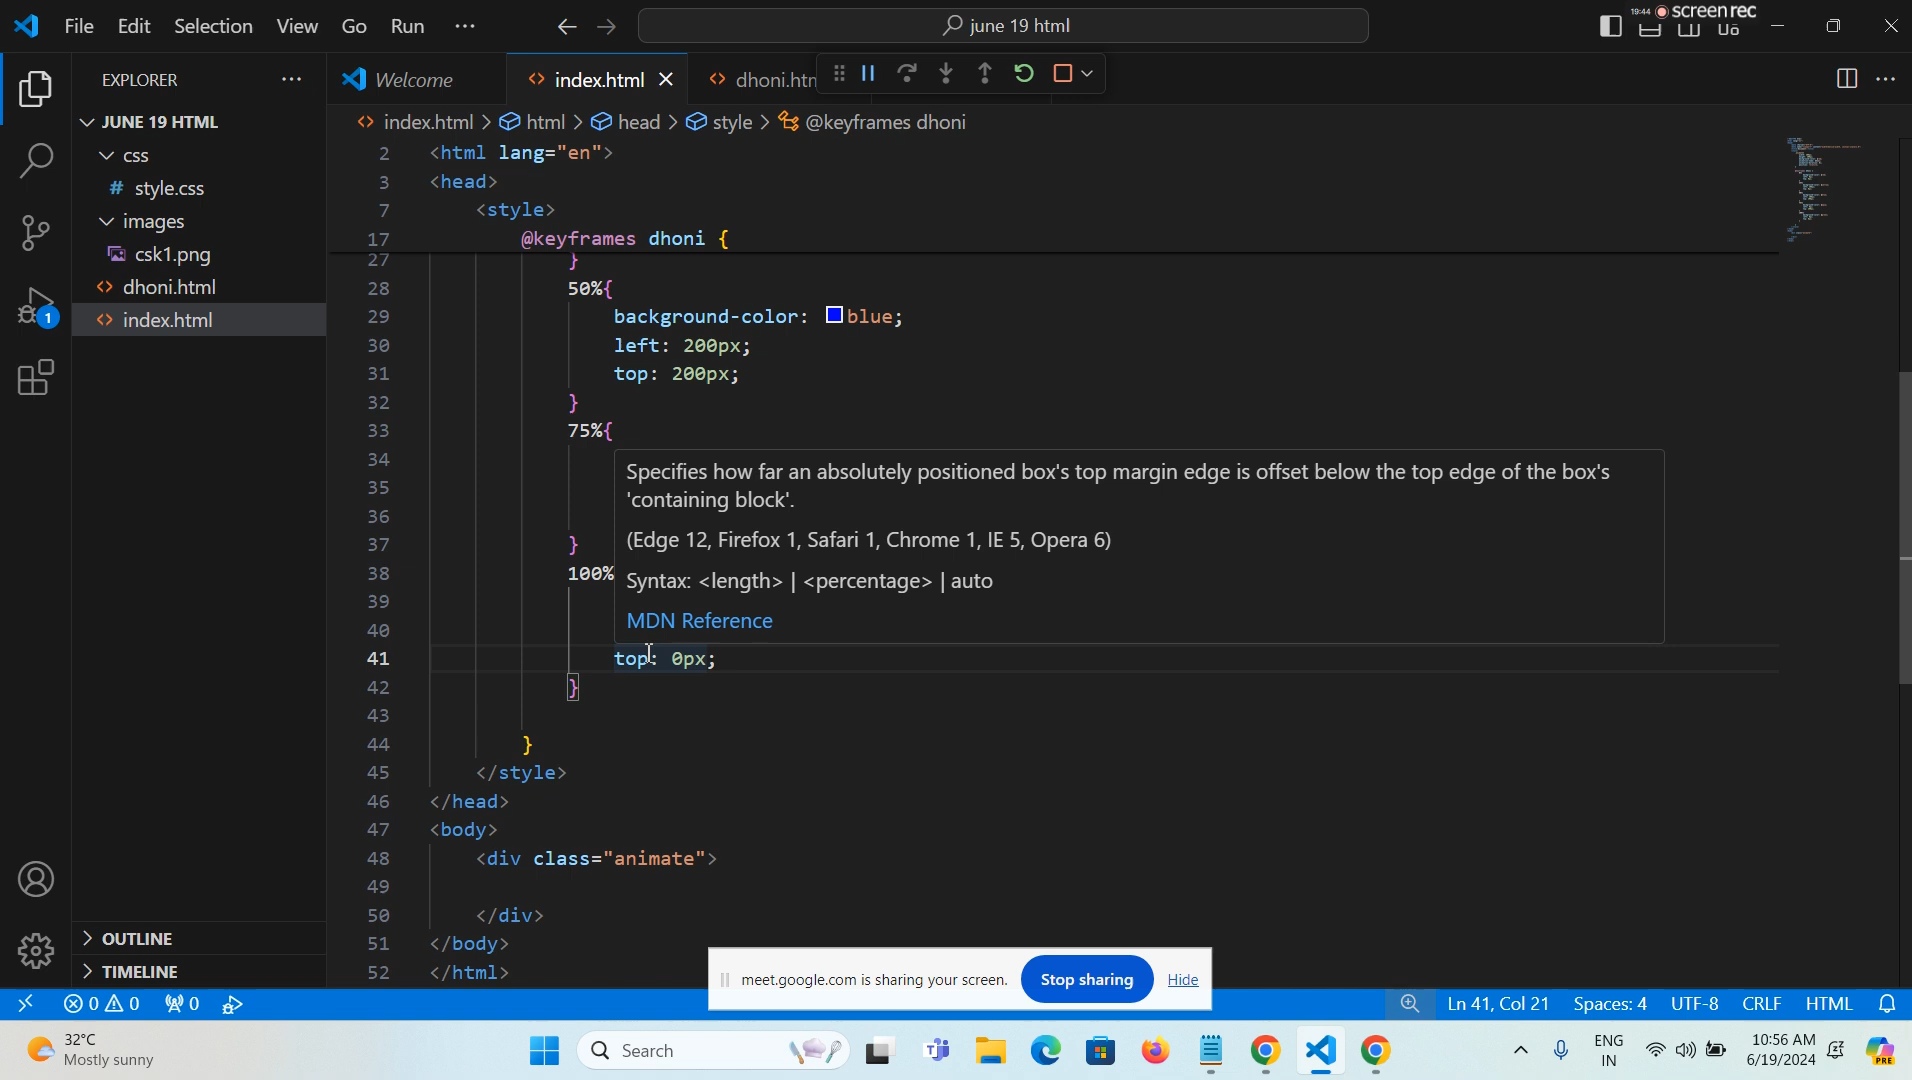 File Edit Selection View Go Run ··· june 19 html 19:44 screen rec
EXPLORER ···
Welcome index.html dhoni.htm
JUNE 19 HTML
css
# style.css
images
csk1.png
dhoni.html
index.html
OUTLINE
TIMELINE
index.html > html > head > style > @keyframes dhoni
2 <html lang="en">
3 <head>
7 <style>
17 @keyframes dhoni {
27 }
28 50%{
29 background-color: blue;
30 left: 200px;
31 top: 200px;
32 }
33 75%{
34
35
36
37 }
38 100%
39
40
41 top: 0px;
42 }
43
44 }
45 </style>
46 </head>
47 <body>
48 <div class="animate">
49
50 </div>
51 </body>
52 </html>
Specifies how far an absolutely positioned box's top margin edge is offset below the top edge of the box's
'containing block'.
(Edge 12, Firefox 1, Safari 1, Chrome 1, IE 5, Opera 6)
Syntax: <length> | <percentage> | auto
MDN Reference
1
meet.google.com is sharing your screen. Stop sharing Hide
0 0 0 Ln 41, Col 21 Spaces: 4 UTF-8 CRLF HTML
32°C
Mostly sunny
Search
ENG
IN
10:56 AM
6/19/2024
PRE